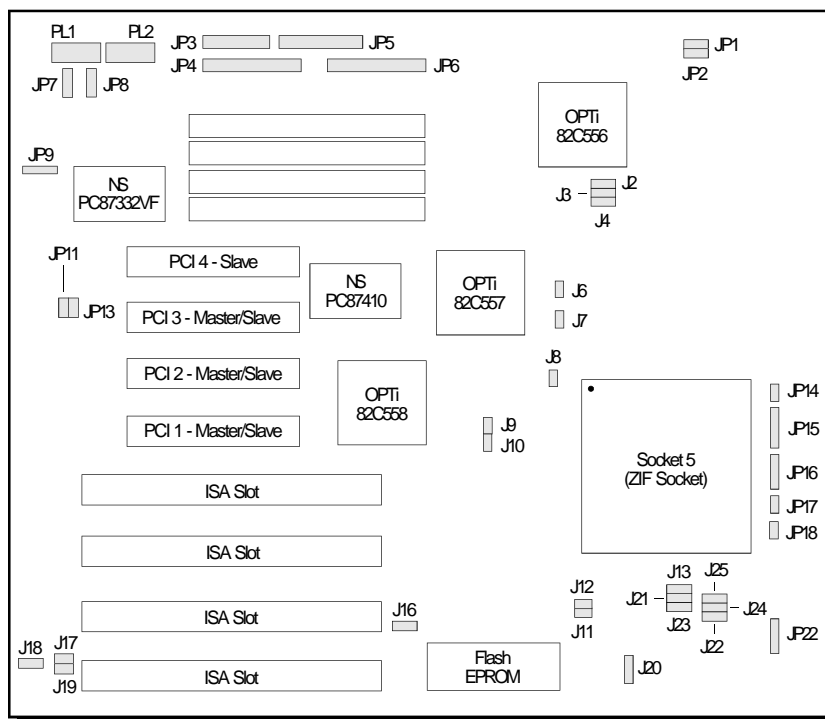 PL1 PL2
JP3 JP5
JP4 JP6
JP7 JP8
JP1
JP2
OPTi
82C556
JP9
NS
PC87332VF
J3 J2
J4
JP11
JP13
PCI 4 - Slave
PCI 3 - Master/Slave
PCI 2 - Master/Slave
PCI 1 - Master/Slave
NS
PC87410
OPTi
82C557
J6
J7
J8
OPTi
82C558
J9
J10
Socket 5
(ZIF Socket)
JP14
JP15
JP16
JP17
JP18
ISA Slot
ISA Slot
ISA Slot
ISA Slot
J16
J12
J11
J13 J25
J21 J24
J23 J22
JP22
J20
J18 J17
J19
Flash
EPROM